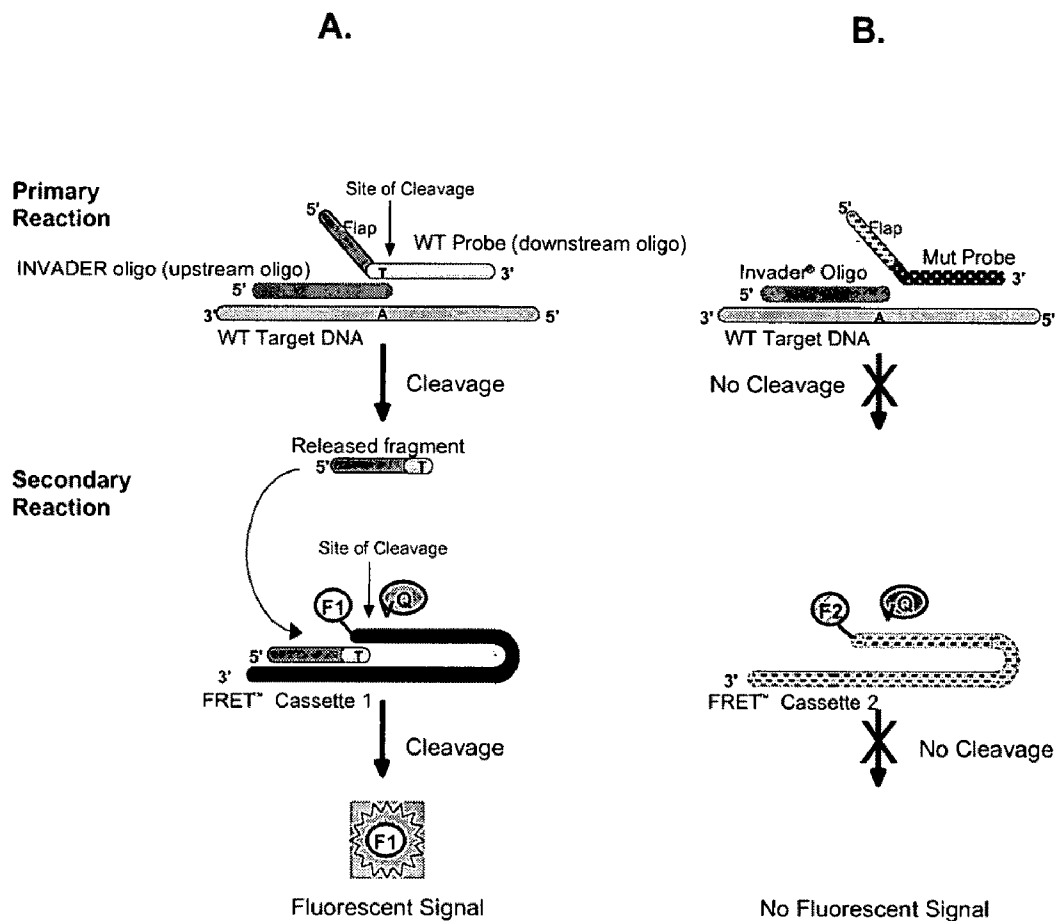 A.
B.
Primary
Reaction
Site of Cleavage
5'
Flap
WT Probe (downstream oligo)
T
3'
INVADER oligo (upstream oligo)
5'
3'
A
5'
WT Target DNA
Cleavage
5'
Flap
Mut Probe
3'
Invader® Oligo
5'
3'
A
5'
WT Target DNA
No Cleavage
Secondary
Reaction
Released fragment
5'
T
Site of Cleavage
F1
Q
5'
T
3'
FRET™ Cassette 1
Cleavage
F1
Fluorescent Signal
F2
Q
3'
FRET™ Cassette 2
No Cleavage
No Fluorescent Signal